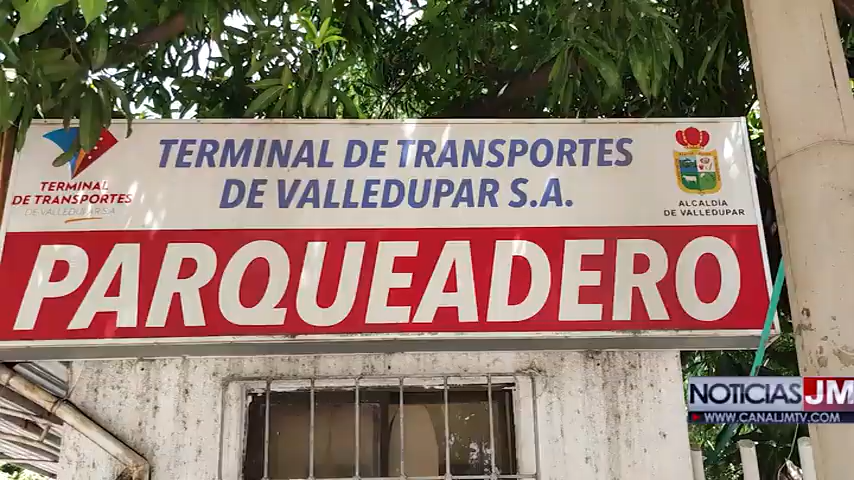 TERMINAL DE TRANSPORTES
DE VALLEDUPAR S.A.
TERMINAL
DE TRANSPORTES
DE VALLEDUPAR S.A.
ALCALDÍA
DE VALLEDUPAR
PARQUEADERO
NOTICIAS JM
WWW.CANALJMTV.COM